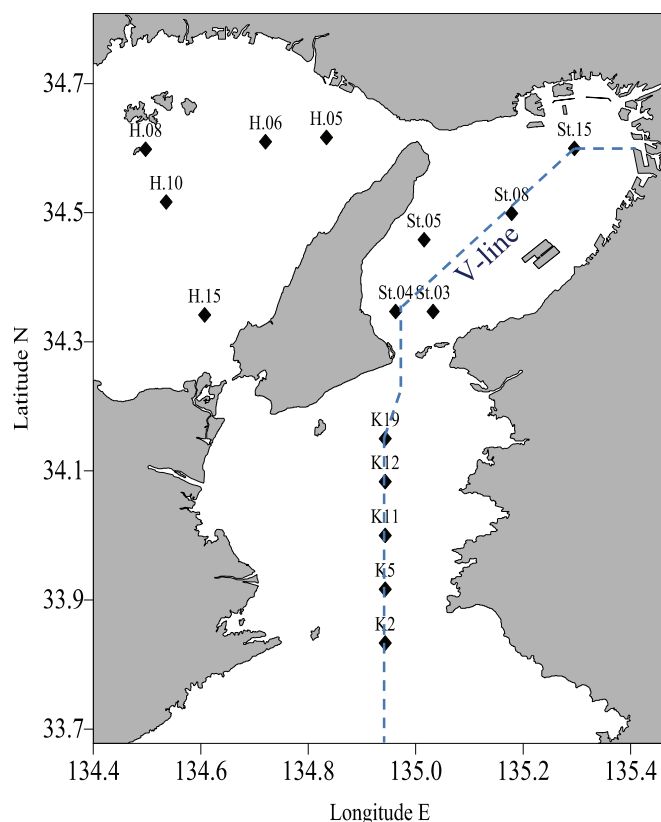 34.7
34.5
34.3
34.1
33.9
33.7
Latitude N
H.08
H.06
H.05
H.10
H.15
St.15
St.08
St.05
V-line
St.04
St.03
K19
K12
K11
K5
K2
134.4
134.6
134.8
135.0
135.2
135.4
Longitude E